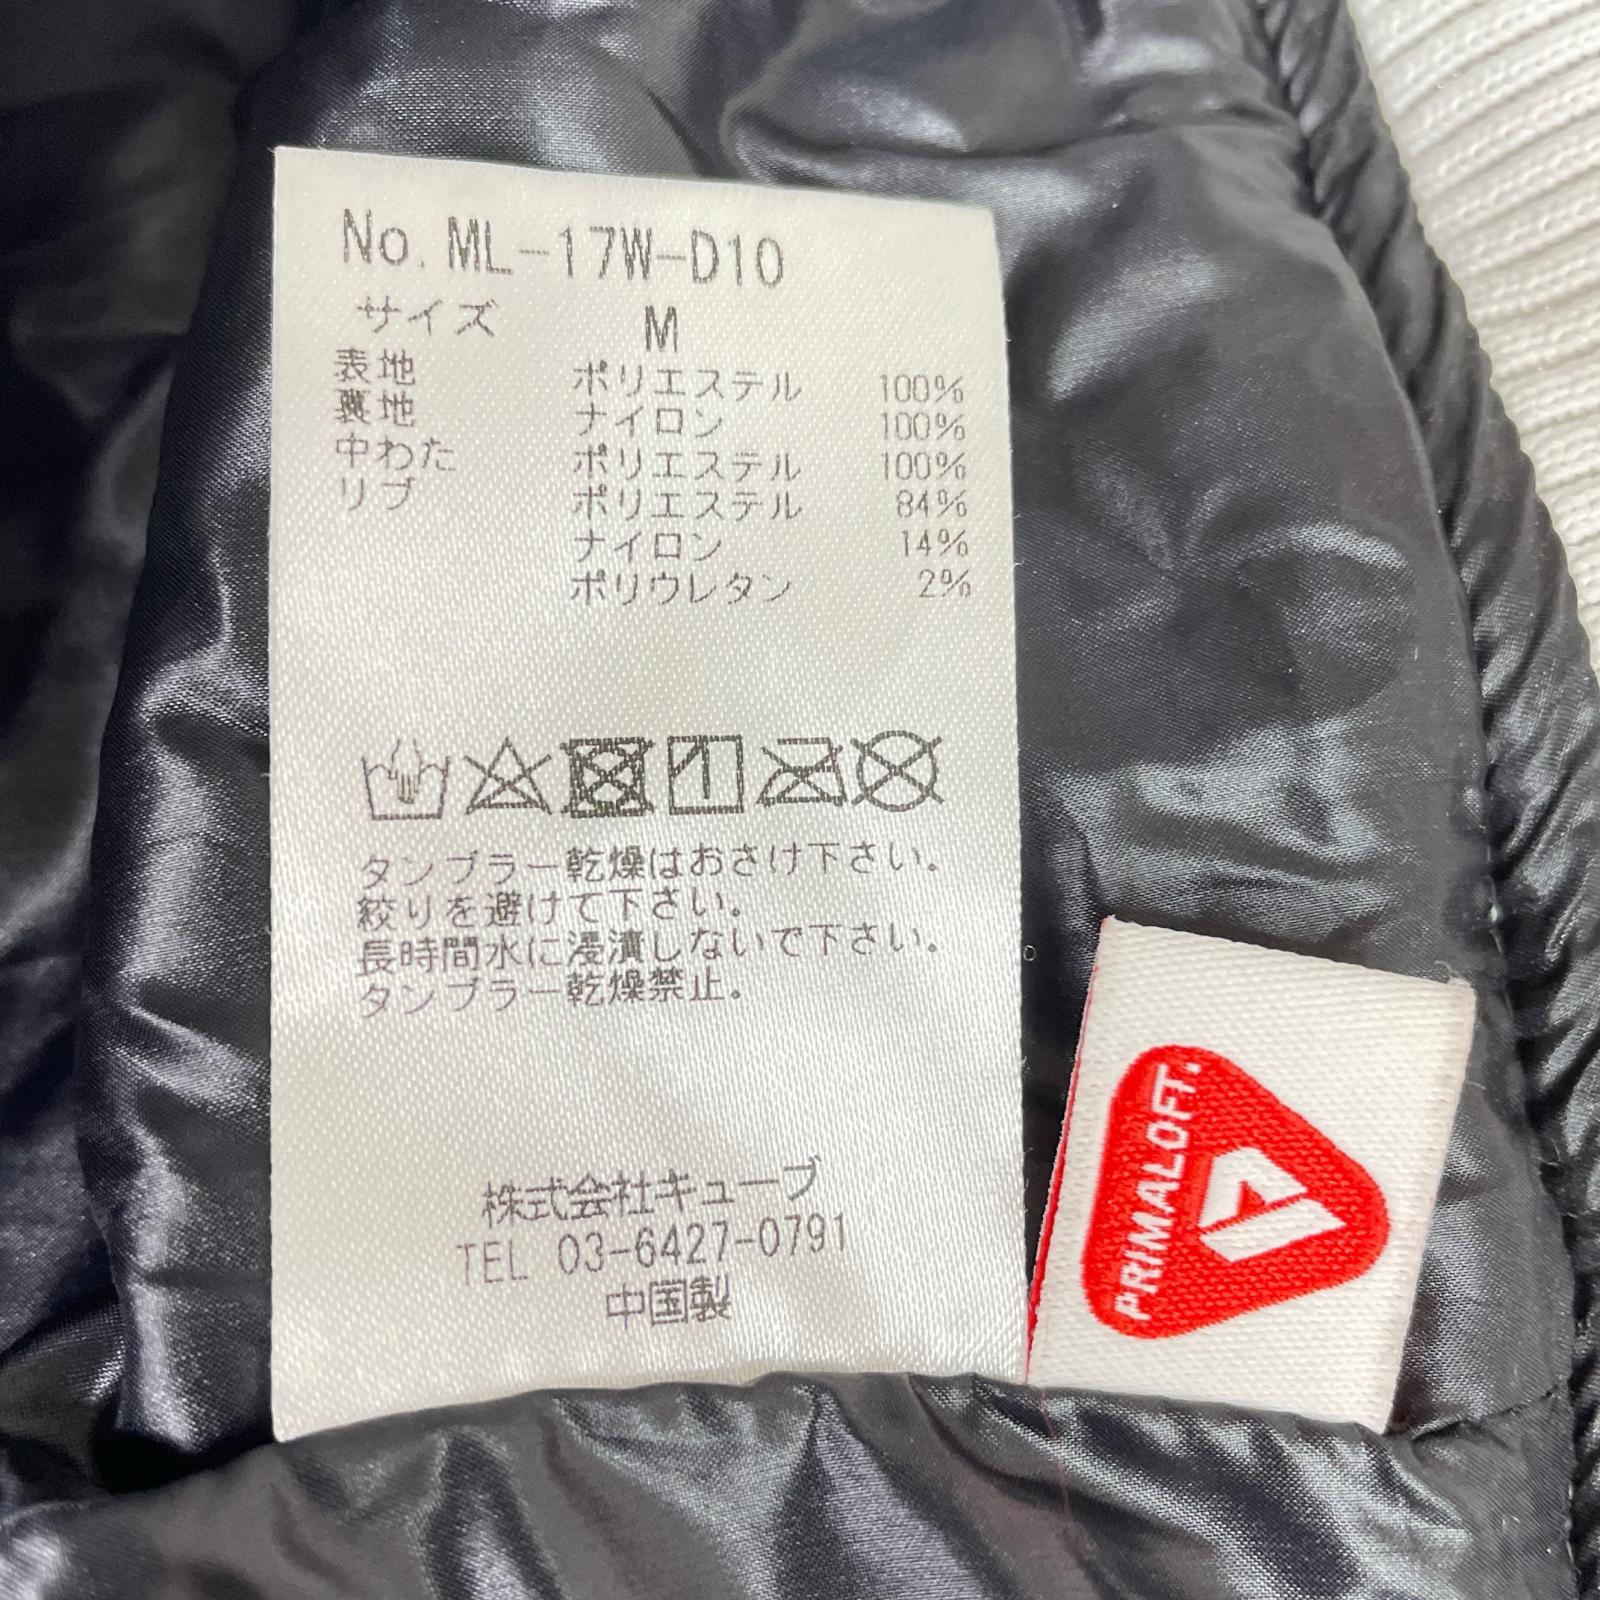 No. ML-17W-D10
サイズ M
表地 ポリエステル 100%
裏地 ナイロン 100%
中わた ポリエステル 100%
リブ ポリエステル 84%
ナイロン 14%
ポリウレタン 2%
タンブラー乾燥はおさけ下さい。
絞りを避けて下さい。
長時間水に浸漬しないで下さい。
タンブラー乾燥禁止。
株式会社キューブ
TEL 03-6427-0791
中国製
PRIMALOFT.